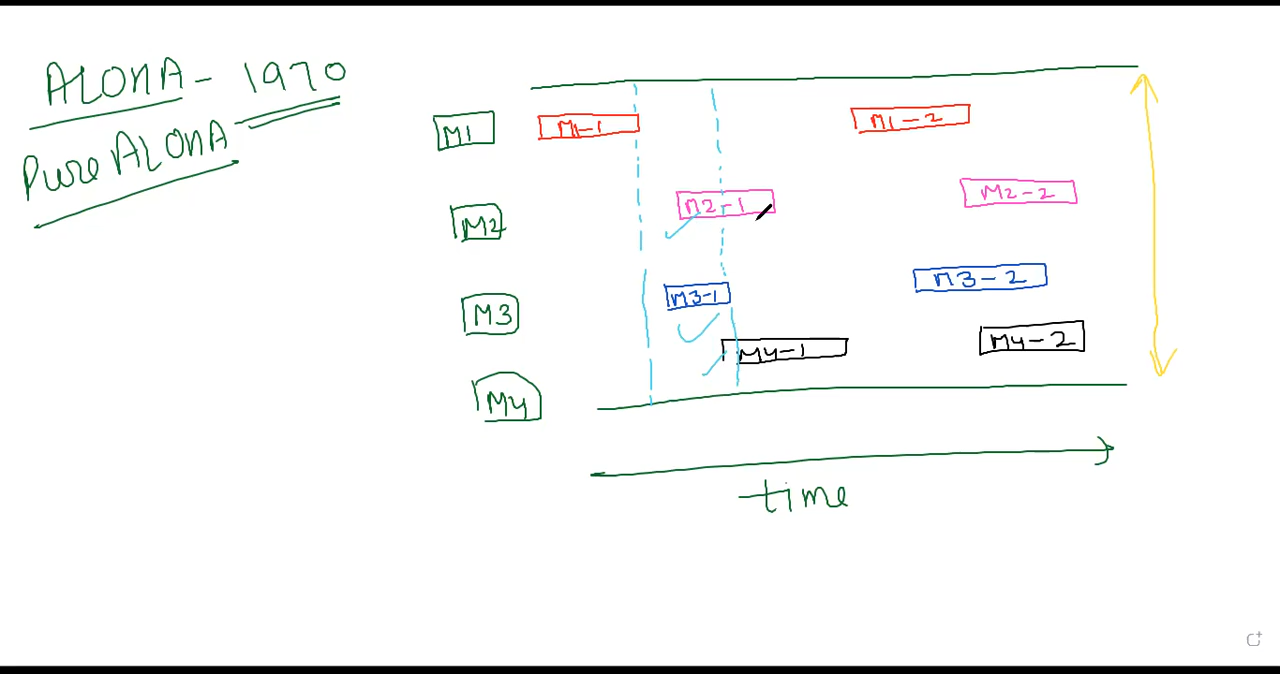 ALOHA - 1970
Pure ALOHA
M1
M1-1
M1-2
M2
M2-1
M2-2
M3
M3-1
M3-2
M4
M4-1
M4-2
time